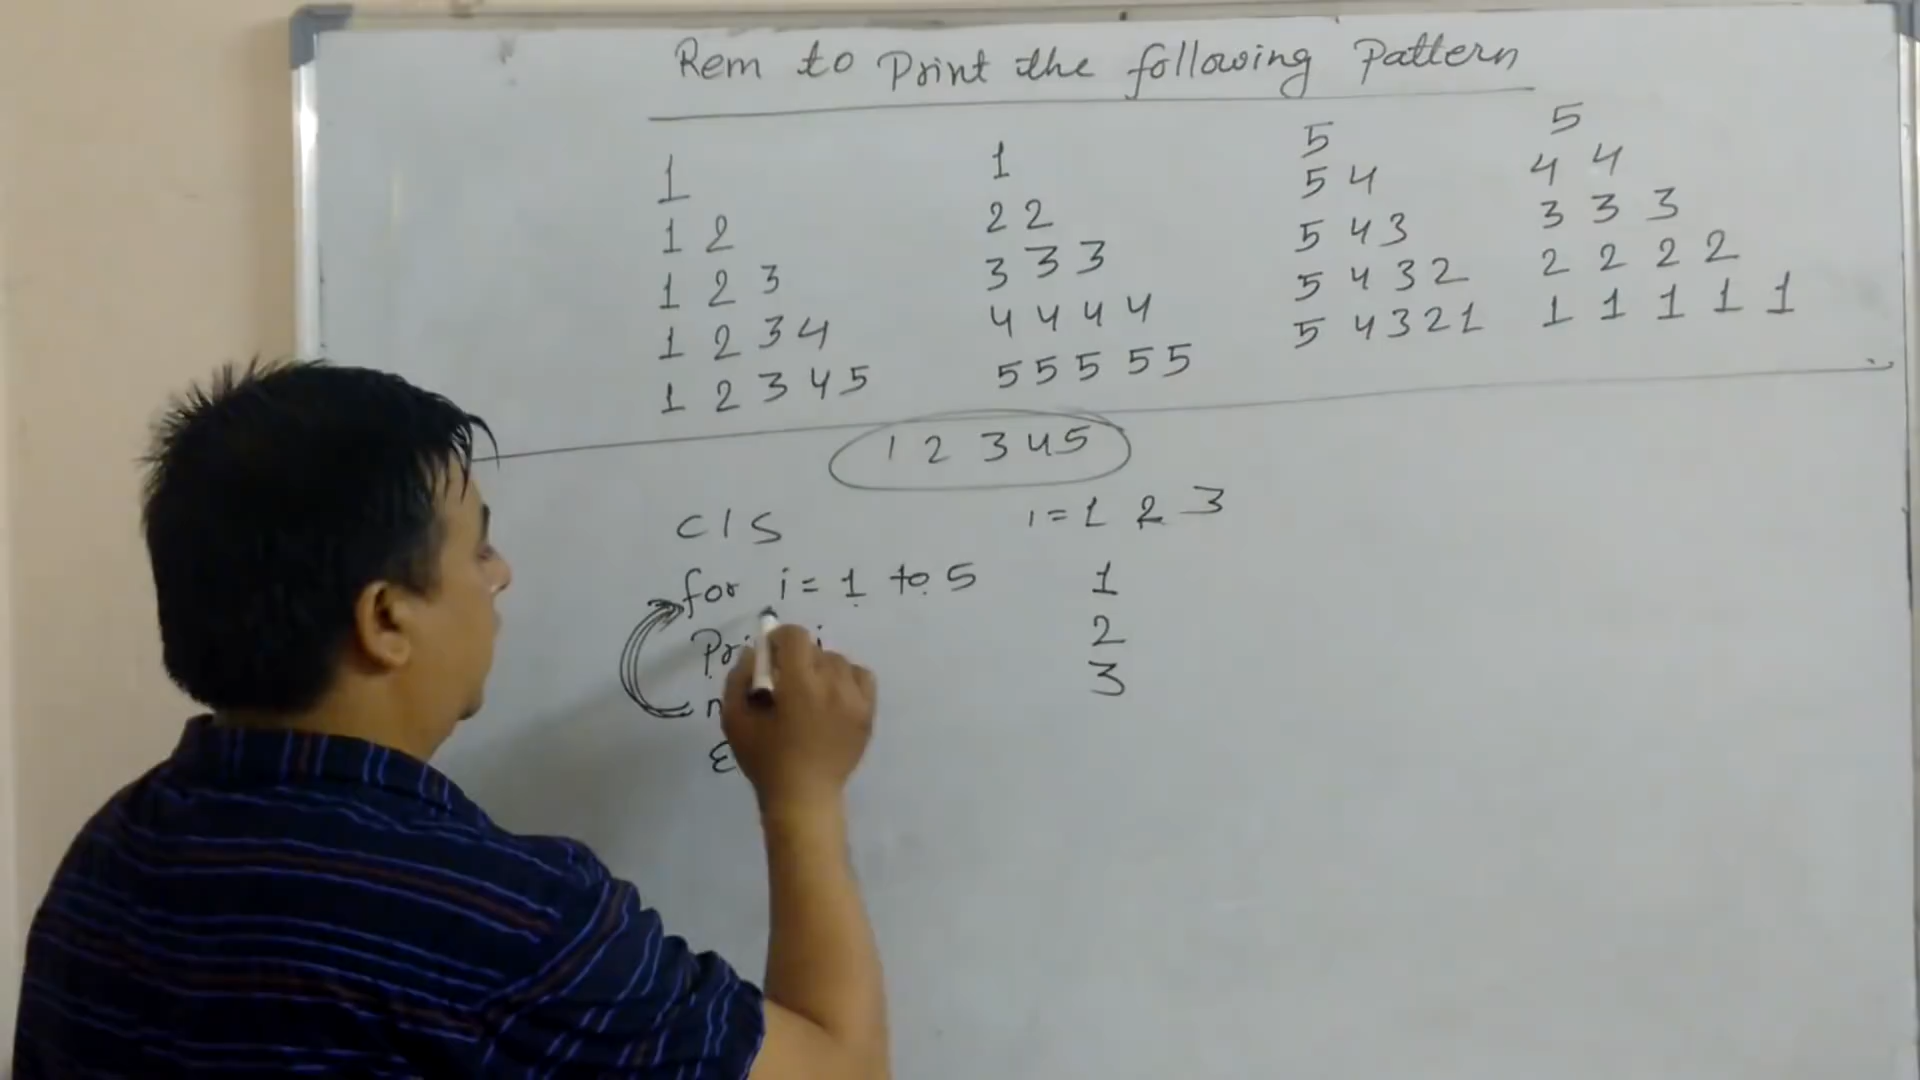 Rem to Print the following Pattern
1
1 2
1 2 3
1 2 3 4
1 2 3 4 5
1
2 2
3 3 3
4 4 4 4
5 5 5 5 5
5
5 4
5 4 3
5 4 3 2
5 4 3 2 1
5
4 4
3 3 3
2 2 2 2
1 1 1 1 1
1 2 3 4 5
cls
for i = 1 to 5
i
i = 1 2 3
1
2
3